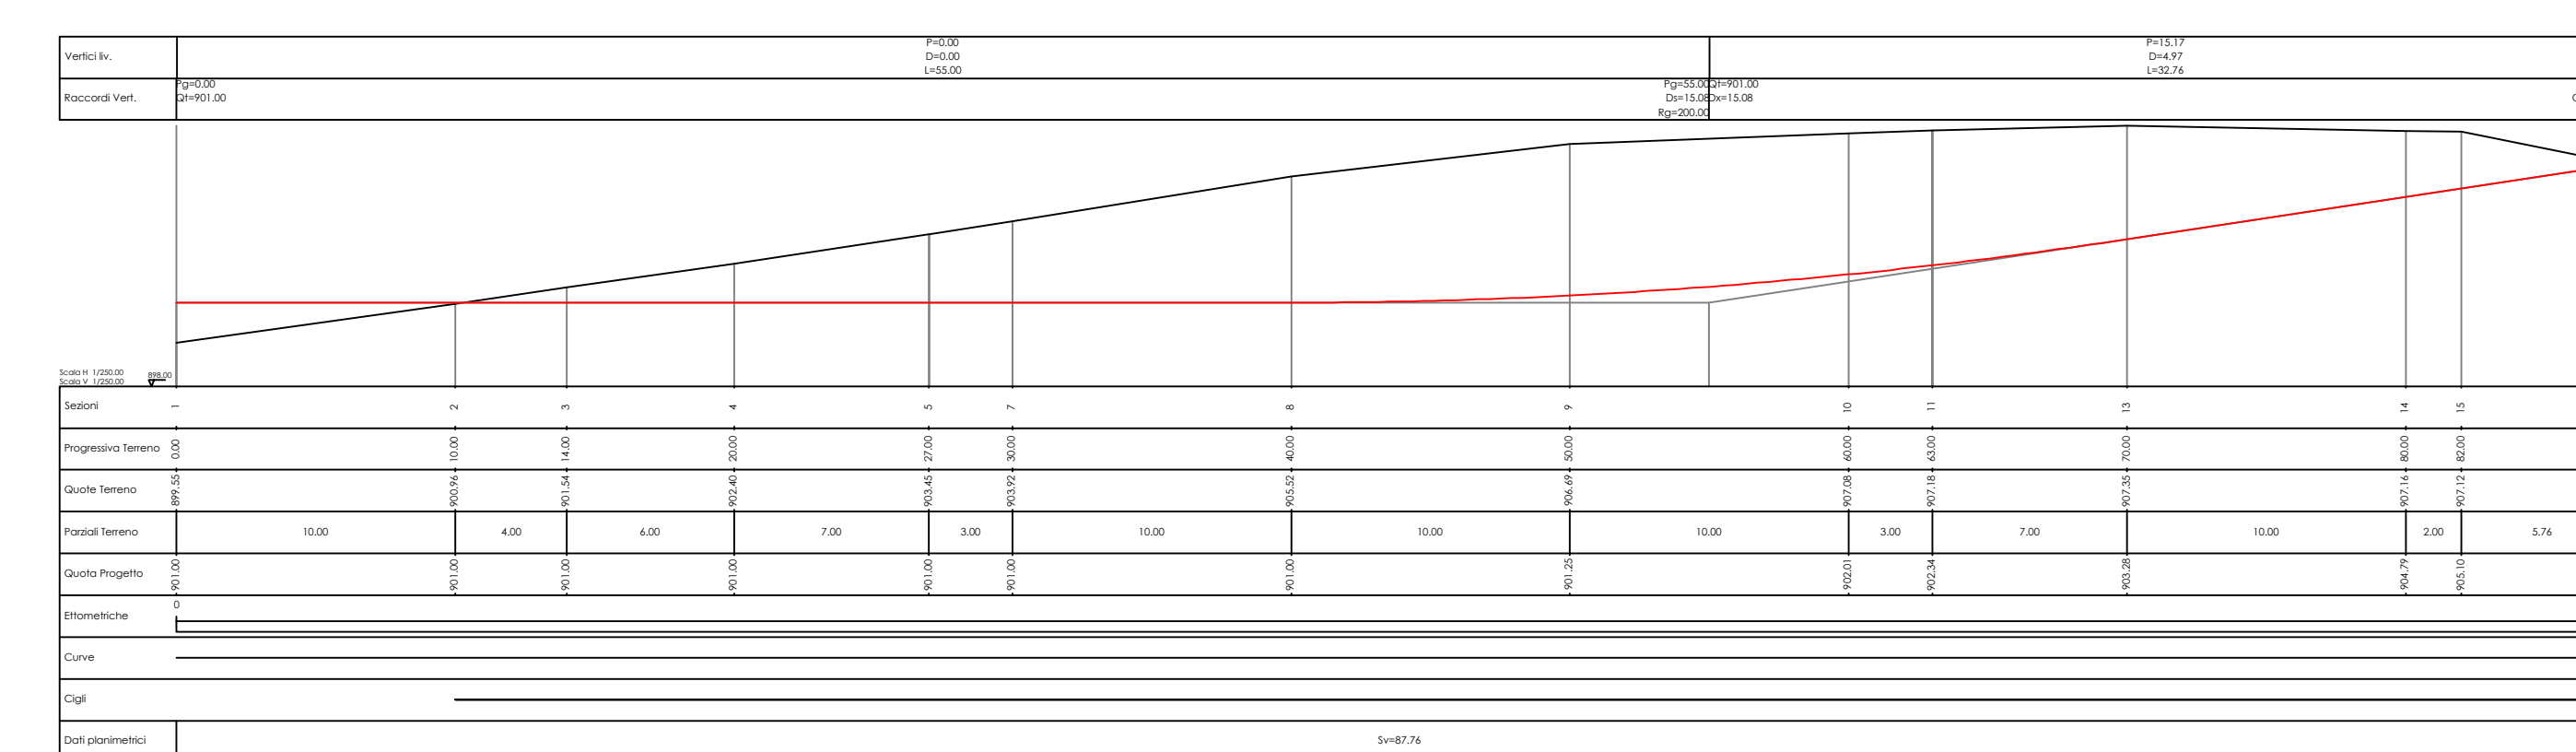 Vertici liv.
P=0.00
D=0.00
L=55.00
P=15.17
D=4.97
L=32.76
Raccordi Vert.
Pg=0.00
Qt=901.00
Pg=55.00 Qt=901.00
Ds=15.08 Dx=15.08
Rg=200.00
Scala H 1/250.00
Scala V 1/250.00
898.00
Sezioni 1 2 3 4 5 7 8 9 10 11 13 14 15
Progressiva Terreno 0.00 10.00 14.00 20.00 27.00 30.00 40.00 50.00 60.00 63.00 70.00 80.00 82.00
Quote Terreno 899.55 900.96 901.54 902.40 903.45 903.92 905.52 906.69 907.08 907.18 907.35 907.16 907.12
Parziali Terreno 10.00 4.00 6.00 7.00 3.00 10.00 10.00 10.00 3.00 7.00 10.00 2.00 5.76
Quota Progetto 901.00 901.00 901.00 901.00 901.00 901.00 901.00 901.25 902.01 902.34 903.28 904.79 905.10
Ettometriche 0
Curve
Cigli
Dati planimetrici Sv=87.76